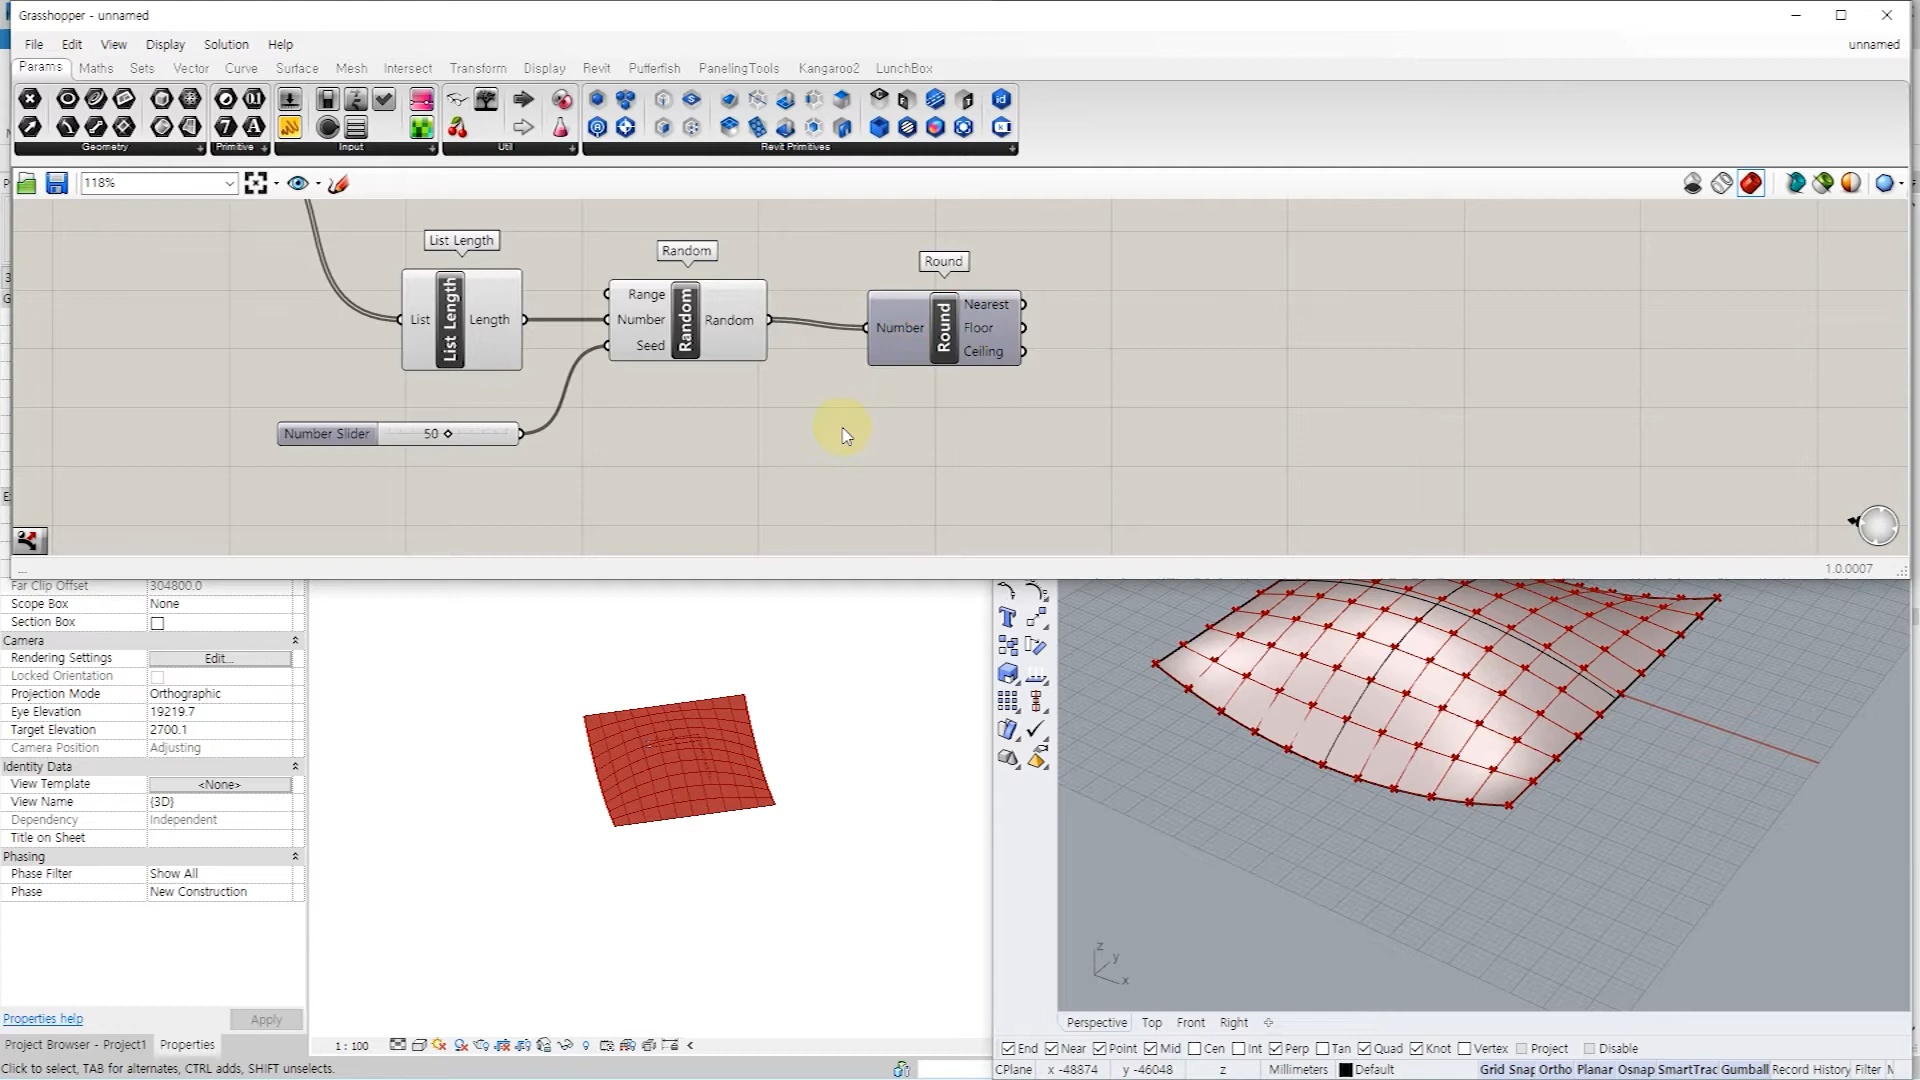 Grasshopper - unnamed
File Edit View Display Solution Help
unnamed
Params Maths Sets Vector Curve Surface Mesh Intersect Transform Display Revit Pufferfish PanelingTools Kangaroo2 LunchBox
Geometry Primitive Input Util Revit Primitives
118%
List Length
Random
Round
List List Length Length
Range
Number
Seed
Random
Random
Number Round Nearest
Floor
Ceiling
Number Slider 50
...
1.0.0007
Far Clip Offset 304800.0
Scope Box None
Section Box
Camera
Rendering Settings Edit...
Locked Orientation
Projection Mode Orthographic
Eye Elevation 19219.7
Target Elevation 2700.1
Camera Position Adjusting
Identity Data
View Template <None>
View Name {3D}
Dependency Independent
Title on Sheet
Phasing
Phase Filter Show All
Phase New Construction
Properties help Apply
Project Browser - Project1 Properties
1 : 100
Click to select, TAB for alternates, CTRL adds, SHIFT unselects.
z
y
x
Perspective Top Front Right
End Near Point Mid Cen Int Perp Tan Quad Knot Vertex Project Disable
CPlane x -48874 y -46048 z Millimeters Default Grid Snap Ortho Planar Osnap SmartTrac Gumball Record History Filter